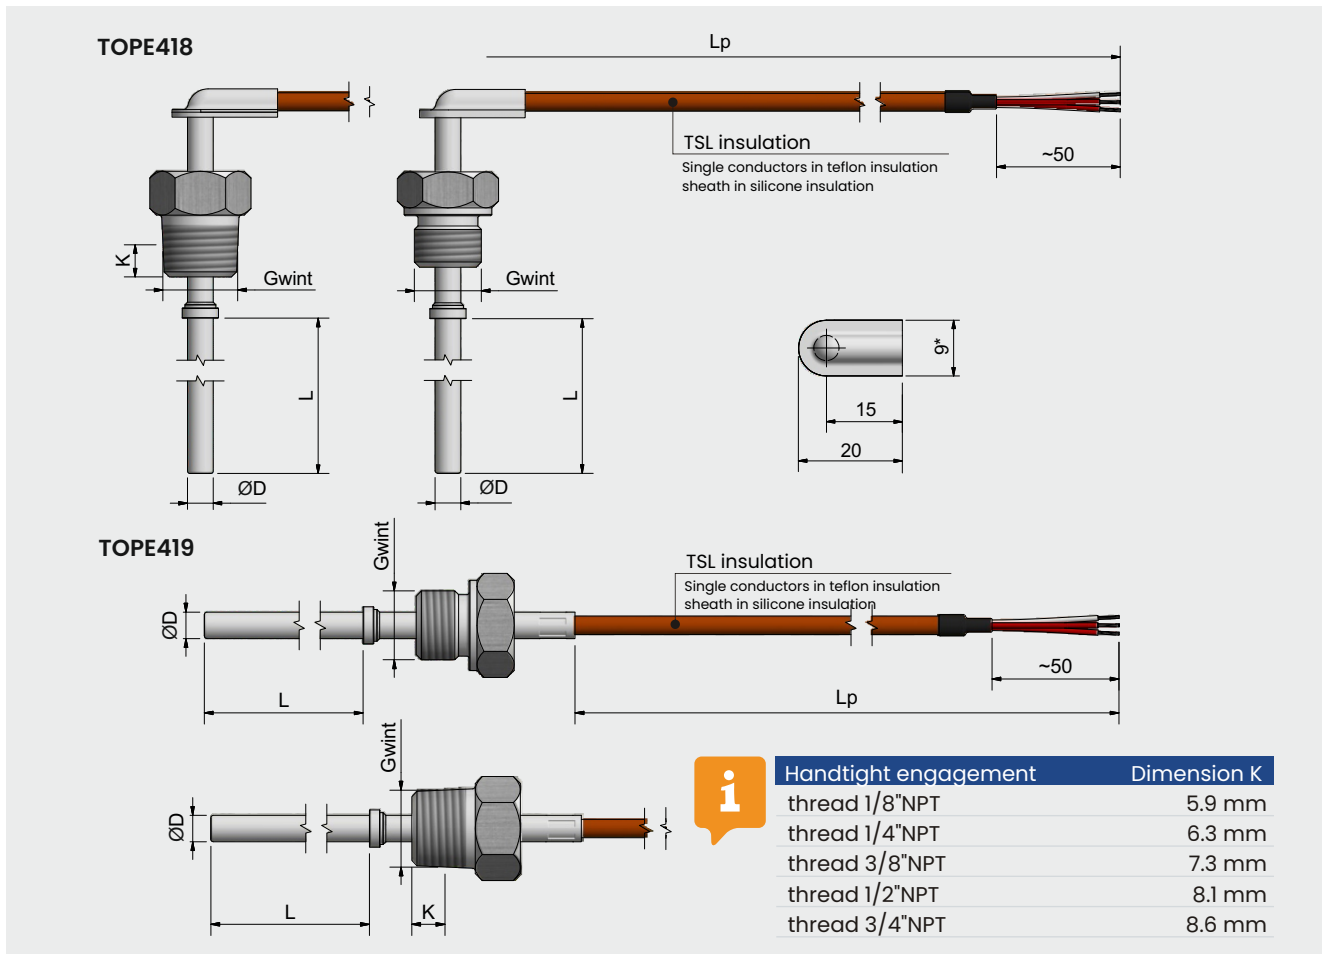 TOPE418
Lp
TSL insulation
Single conductors in teflon insulation
sheath in silicone insulation
~50
K
Gwint
Gwint
L
L
ØD
ØD
9*
15
20
TOPE419
Gwint
TSL insulation
Single conductors in teflon insulation
sheath in silicone insulation
ØD
~50
L
Lp
Gwint
ØD
L
K
i
Handtight engagement Dimension K
thread 1/8"NPT 5.9 mm
thread 1/4"NPT 6.3 mm
thread 3/8"NPT 7.3 mm
thread 1/2"NPT 8.1 mm
thread 3/4"NPT 8.6 mm